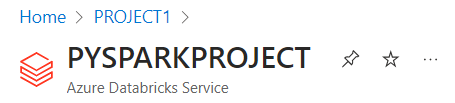 Home > PROJECT1 >
PYSPARKPROJECT
Azure Databricks Service